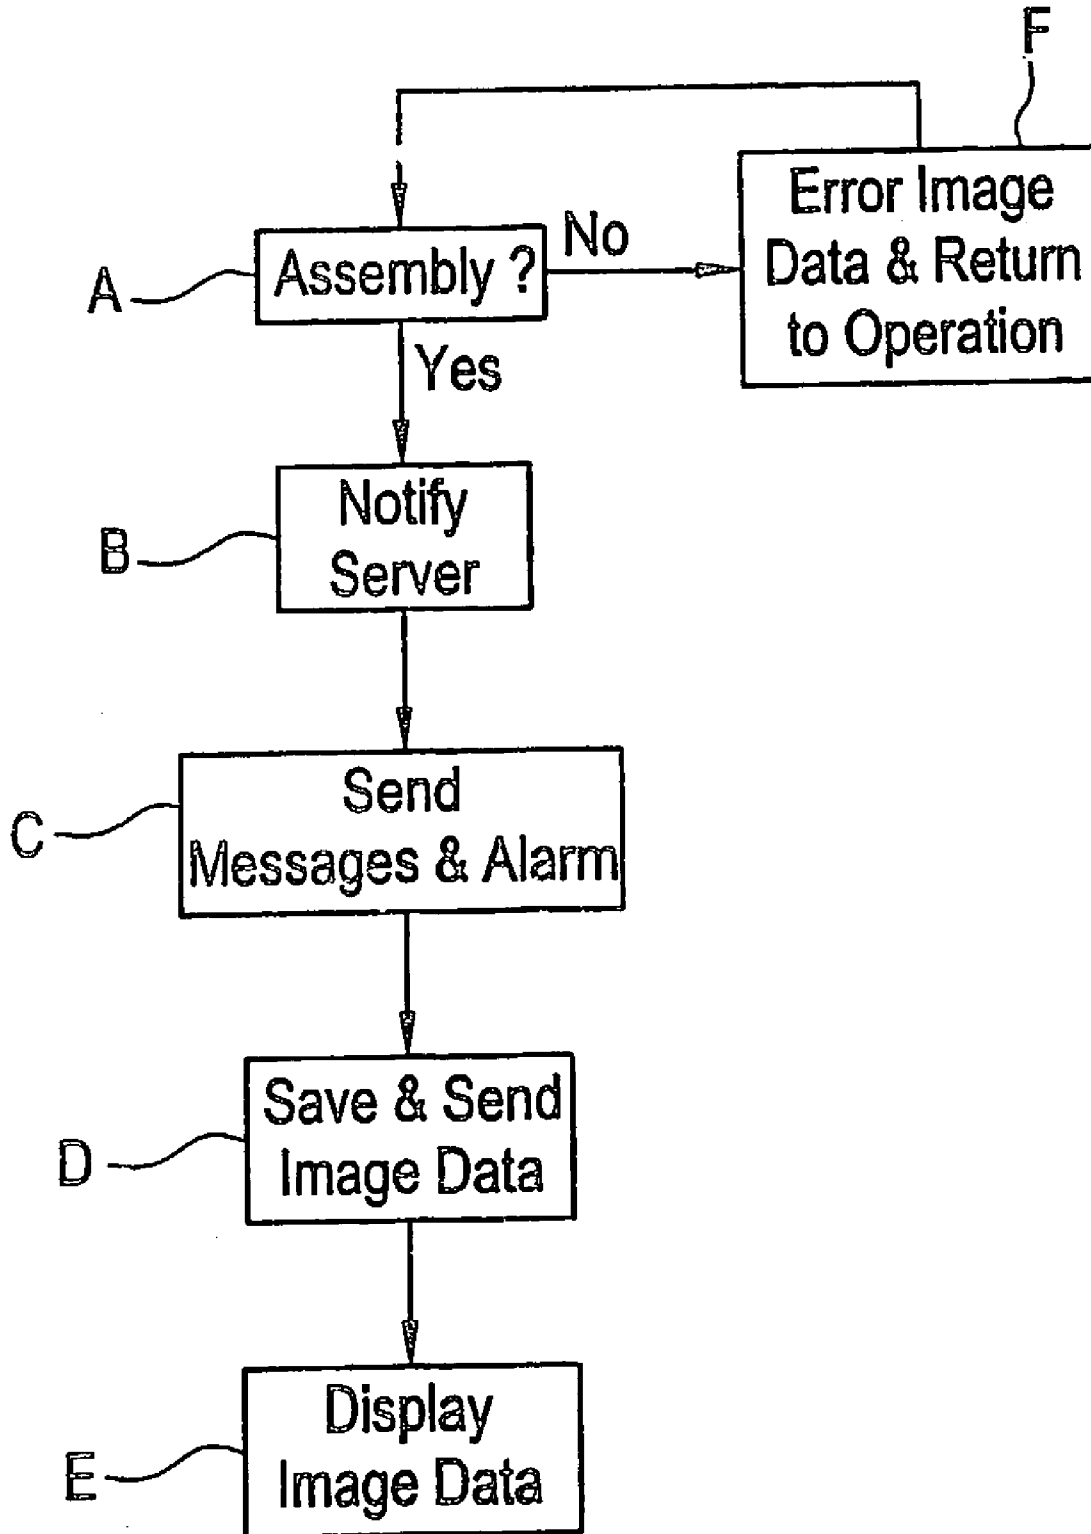 F
Error Image
Data & Return
to Operation
No
A
Assembly ?
Yes
B
Notify
Server
C
Send
Messages & Alarm
D
Save & Send
Image Data
E
Display
Image Data